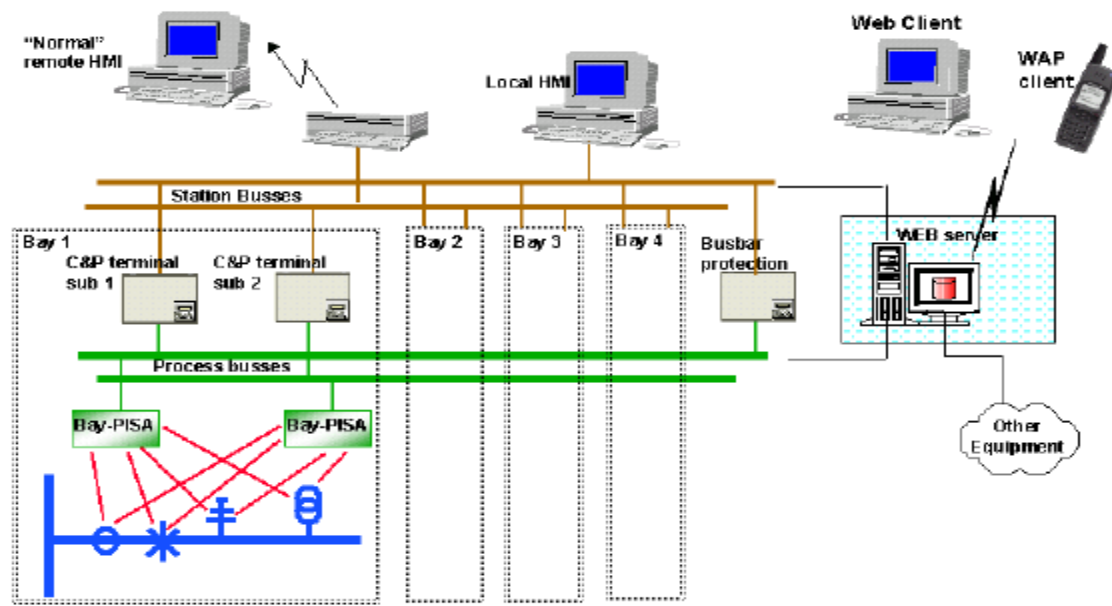 “Normal”
remote HMI
Local HMI
Web Client
WAP
client
Station Busses
Bay 1
Bay 2
Bay 3
Bay 4
C&P terminal
sub 1
C&P terminal
sub 2
Busbar
protection
WEB server
Process busses
Bay-PISA
Bay-PISA
Other
Equipment